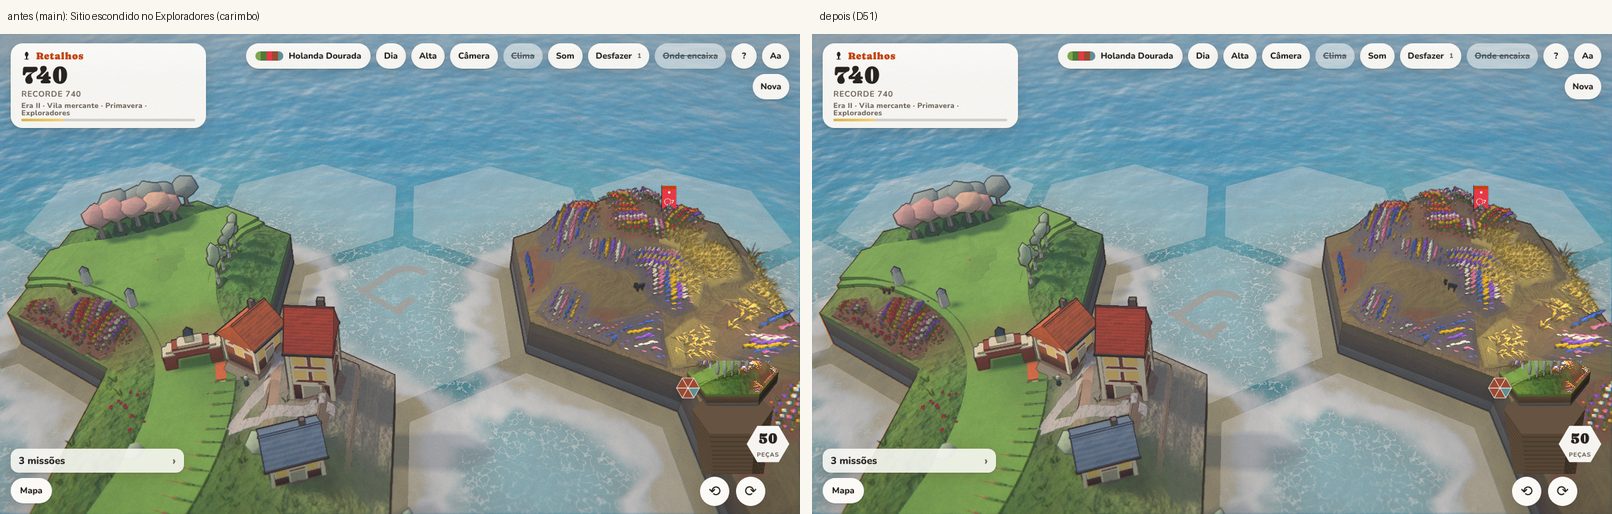 antes (main): Sitio escondido no Exploradores (carimbo)
depois (D51)
Retalhos
740
RECORDE 740
Era II · Vila mercante · Primavera ·
Exploradores
Holanda Dourada
Dia
Alta
Câmera
Clima
Som
Desfazer 1
Onde encaixa
?
Aa
Nova
50
PEÇAS
3 missões ›
Mapa
⟲
⟳
Retalhos
740
RECORDE 740
Era II · Vila mercante · Primavera ·
Exploradores
Holanda Dourada
Dia
Alta
Câmera
Clima
Som
Desfazer 1
Onde encaixa
?
Aa
Nova
50
PEÇAS
3 missões ›
Mapa
⟲
⟳